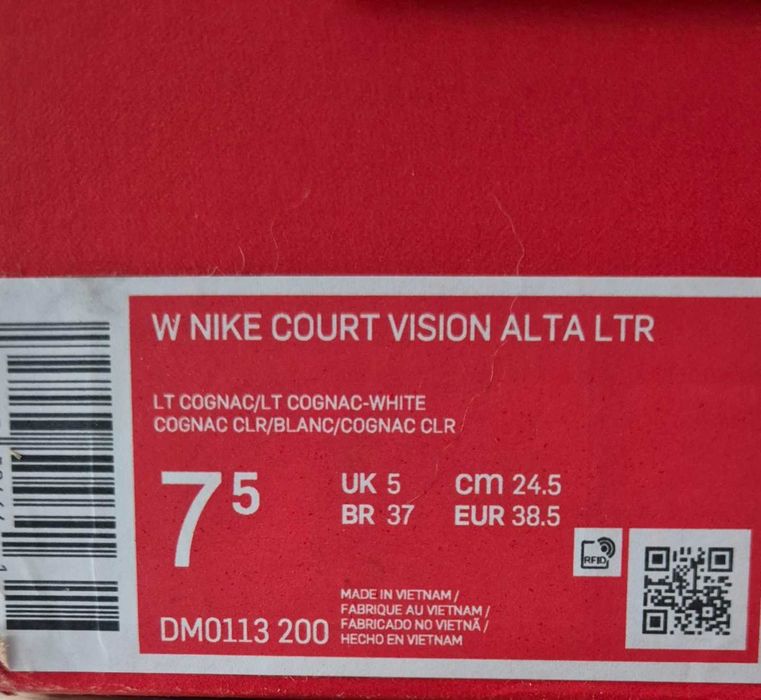 W NIKE COURT VISION ALTA LTR
LT COGNAC/LT COGNAC-WHITE
COGNAC CLR/BLANC/COGNAC CLR
7 5
UK 5 cm 24.5
BR 37 EUR 38.5
RFID
MADE IN VIETNAM /
FABRIQUE AU VIETNAM /
FABRICADO NO VIETNÃ /
HECHO EN VIETNAM
DM0113 200